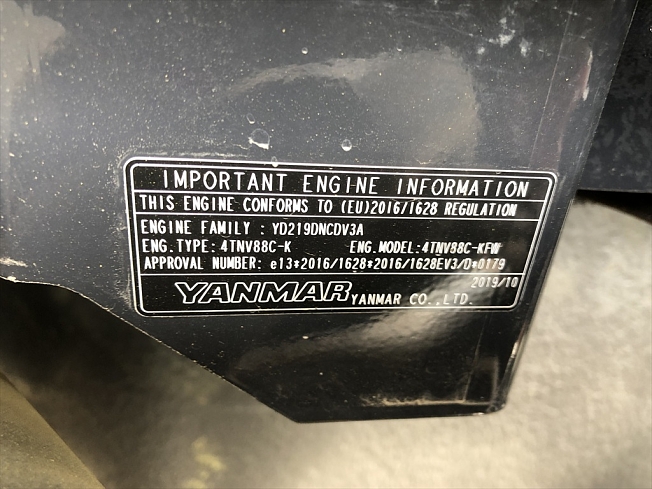 IMPORTANT ENGINE INFORMATION
THIS ENGINE CONFORMS TO (EU)2016/1628 REGULATION
ENGINE FAMILY : YD219DNCDV3A
ENG.TYPE: 4TNV88C-K ENG.MODEL: 4TNV88C-KFW
APPROVAL NUMBER: e13*2016/1628*2016/1628EV3/D*0179
2019/10
YANMAR YANMAR CO.,LTD.